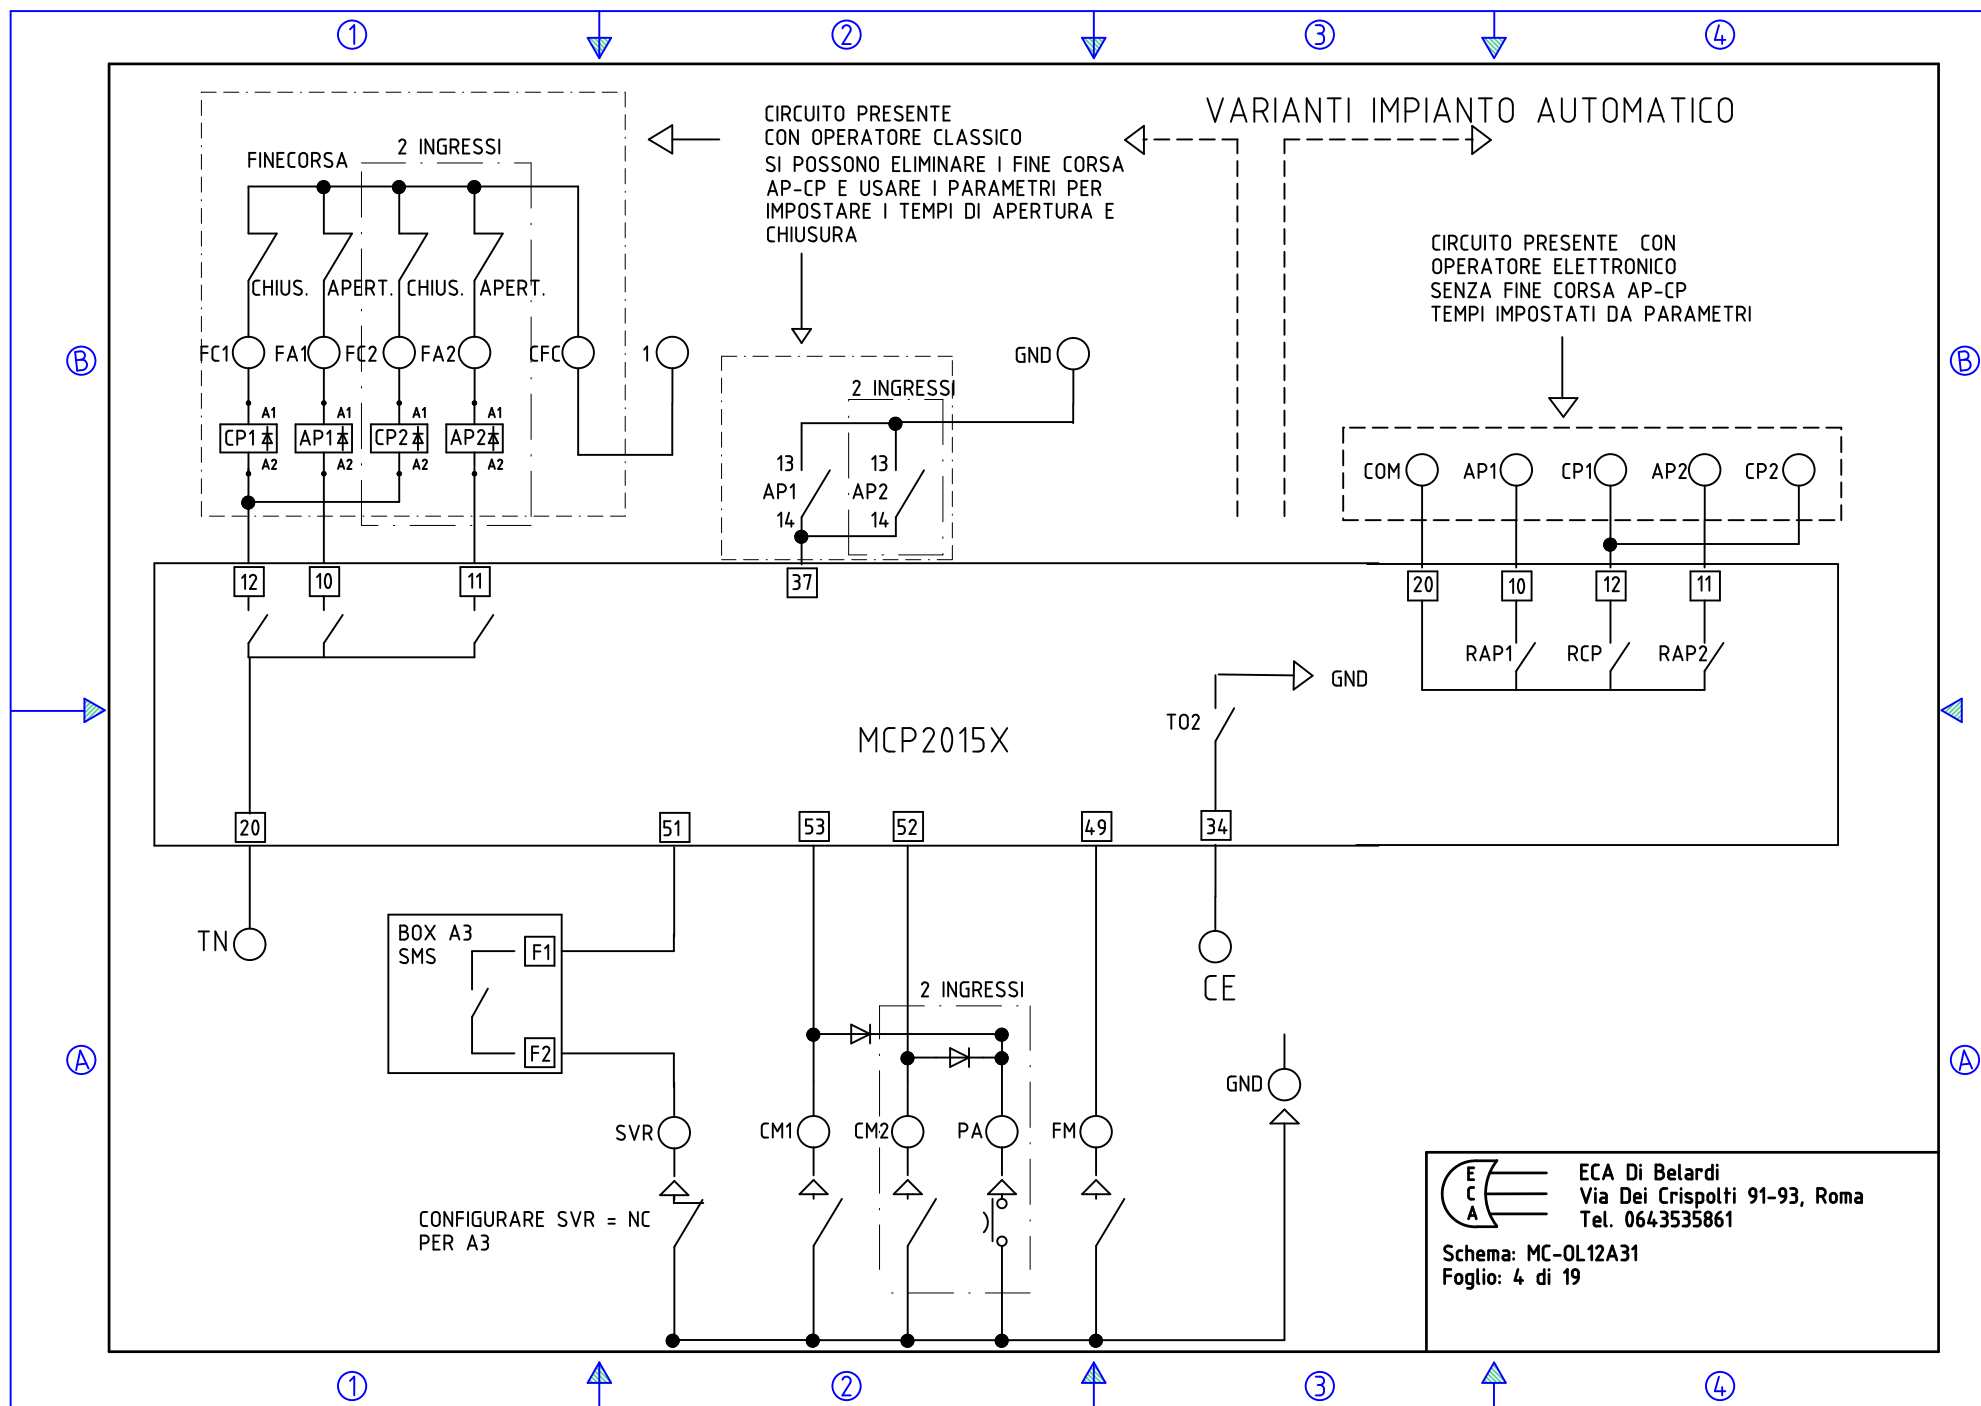 1
2
3
4
VARIANTI IMPIANTO AUTOMATICO
FINECORSA
2 INGRESSI
CHIUS.
APERT.
CHIUS.
APERT.
FC1
FA1
FC2
FA2
CFC
1
A1
A1
A1
A1
CP1
AP1
CP2
AP2
A2
A2
A2
A2
CIRCUITO PRESENTE
CON OPERATORE CLASSICO
SI POSSONO ELIMINARE I FINE CORSA
AP-CP E USARE I PARAMETRI PER
IMPOSTARE I TEMPI DI APERTURA E
CHIUSURA
GND
2 INGRESSI
13
13
AP1
AP2
14
14
CIRCUITO PRESENTE CON
OPERATORE ELETTRONICO
SENZA FINE CORSA AP-CP
TEMPI IMPOSTATI DA PARAMETRI
B
B
COM
AP1
CP1
AP2
CP2
12
10
11
37
20
10
12
11
RAP1
RCP
RAP2
GND
TO2
MCP2015X
20
51
53
52
49
34
TN
BOX A3
SMS
F1
F2
CE
2 INGRESSI
A
A
GND
SVR
CM1
CM2
PA
FM
CONFIGURARE SVR = NC
PER A3
E
C
A
ECA Di Belardi
Via Dei Crispolti 91-93, Roma
Tel. 0643535861
Schema: MC-OL12A31
Foglio: 4 di 19
1
2
3
4